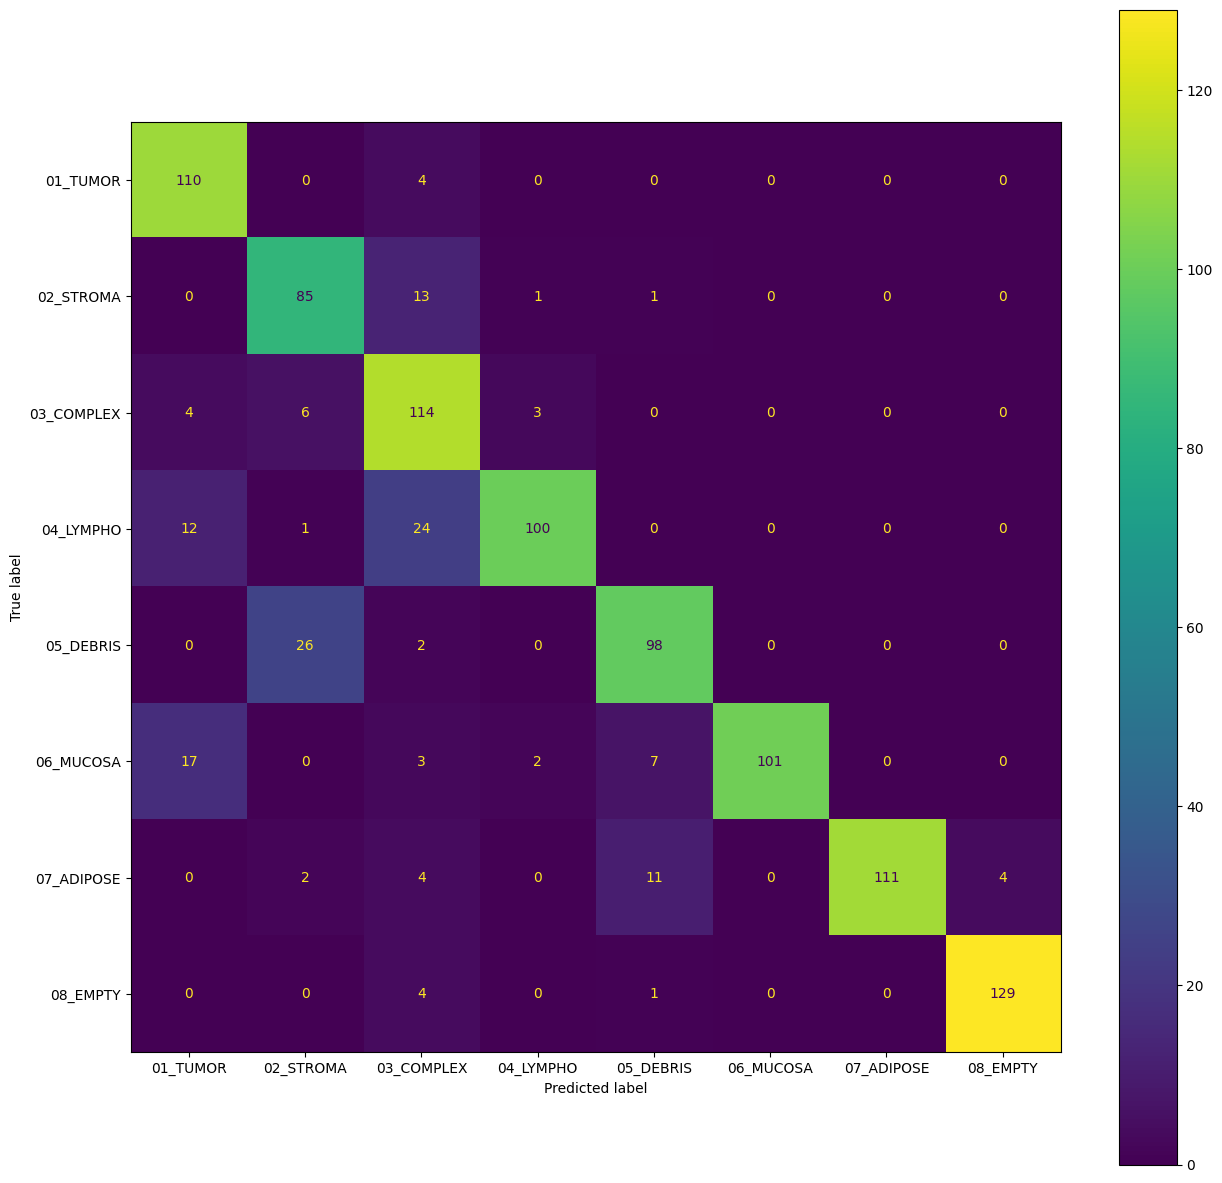 120
100
80
60
40
20
0
01_TUMOR 110 0 4 0 0 0 0 0
02_STROMA 0 85 13 1 1 0 0 0
03_COMPLEX 4 6 114 3 0 0 0 0
04_LYMPHO 12 1 24 100 0 0 0 0
05_DEBRIS 0 26 2 0 98 0 0 0
06_MUCOSA 17 0 3 2 7 101 0 0
07_ADIPOSE 0 2 4 0 11 0 111 4
08_EMPTY 0 0 4 0 1 0 0 129
True label
01_TUMOR 02_STROMA 03_COMPLEX 04_LYMPHO 05_DEBRIS 06_MUCOSA 07_ADIPOSE 08_EMPTY
Predicted label